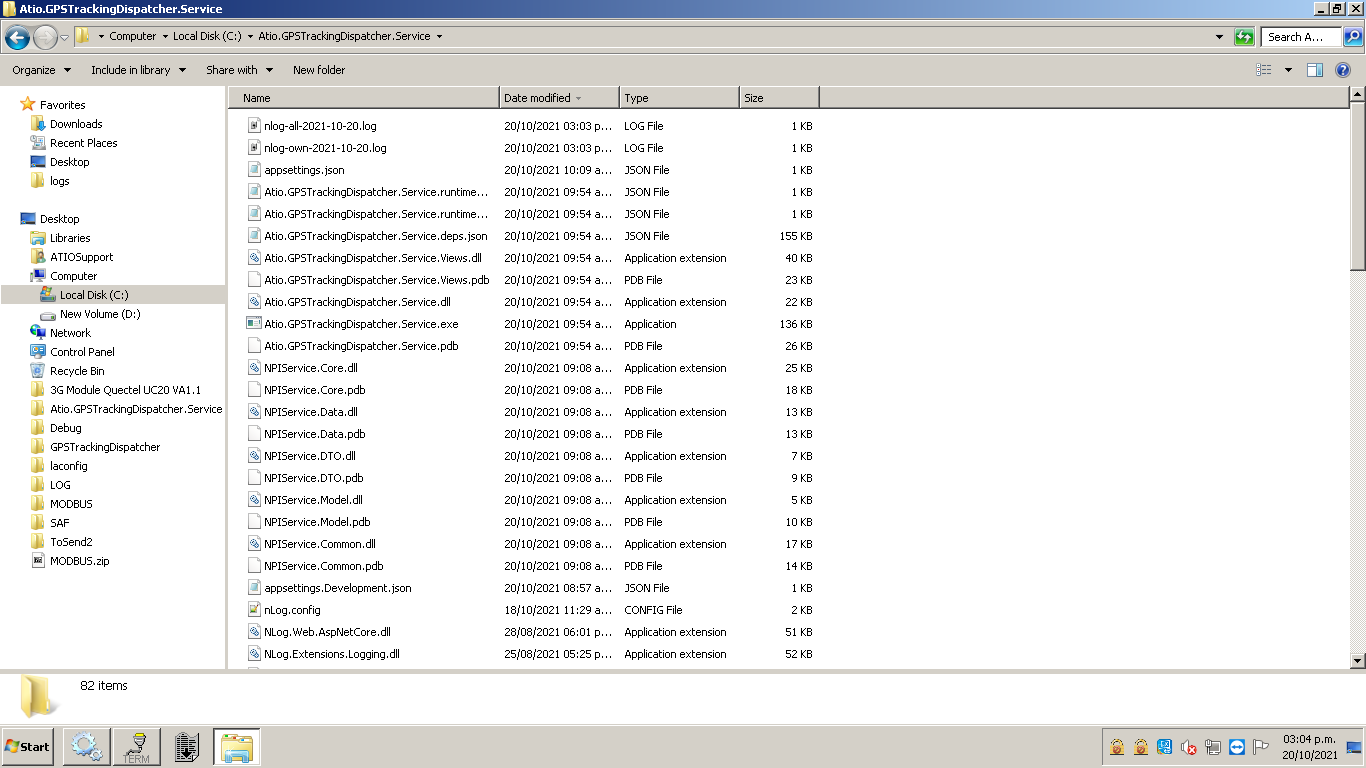 Atio.GPSTrackingDispatcher.Service
Computer Local Disk (C:) Atio.GPSTrackingDispatcher.Service
Search A...
Organize Include in library Share with New folder
Favorites
Downloads
Recent Places
Desktop
logs
Desktop
Libraries
ATIOSupport
Computer
Local Disk (C:)
New Volume (D:)
Network
Control Panel
Recycle Bin
3G Module Quectel UC20 VA1.1
Atio.GPSTrackingDispatcher.Service
Debug
GPSTrackingDispatcher
laconfig
LOG
MODBUS
SAF
ToSend2
MODBUS.zip
Name Date modified Type Size
nlog-all-2021-10-20.log 20/10/2021 03:03 p... LOG File 1 KB
nlog-own-2021-10-20.log 20/10/2021 03:03 p... LOG File 1 KB
appsettings.json 20/10/2021 10:09 a... JSON File 1 KB
Atio.GPSTrackingDispatcher.Service.runtime... 20/10/2021 09:54 a... JSON File 1 KB
Atio.GPSTrackingDispatcher.Service.runtime... 20/10/2021 09:54 a... JSON File 1 KB
Atio.GPSTrackingDispatcher.Service.deps.json 20/10/2021 09:54 a... JSON File 155 KB
Atio.GPSTrackingDispatcher.Service.Views.dll 20/10/2021 09:54 a... Application extension 40 KB
Atio.GPSTrackingDispatcher.Service.Views.pdb 20/10/2021 09:54 a... PDB File 23 KB
Atio.GPSTrackingDispatcher.Service.dll 20/10/2021 09:54 a... Application extension 22 KB
Atio.GPSTrackingDispatcher.Service.exe 20/10/2021 09:54 a... Application 136 KB
Atio.GPSTrackingDispatcher.Service.pdb 20/10/2021 09:54 a... PDB File 26 KB
NPIService.Core.dll 20/10/2021 09:08 a... Application extension 25 KB
NPIService.Core.pdb 20/10/2021 09:08 a... PDB File 18 KB
NPIService.Data.dll 20/10/2021 09:08 a... Application extension 13 KB
NPIService.Data.pdb 20/10/2021 09:08 a... PDB File 13 KB
NPIService.DTO.dll 20/10/2021 09:08 a... Application extension 7 KB
NPIService.DTO.pdb 20/10/2021 09:08 a... PDB File 9 KB
NPIService.Model.dll 20/10/2021 09:08 a... Application extension 5 KB
NPIService.Model.pdb 20/10/2021 09:08 a... PDB File 10 KB
NPIService.Common.dll 20/10/2021 09:08 a... Application extension 17 KB
NPIService.Common.pdb 20/10/2021 09:08 a... PDB File 14 KB
appsettings.Development.json 20/10/2021 08:57 a... JSON File 1 KB
nLog.config 18/10/2021 11:29 a... CONFIG File 2 KB
NLog.Web.AspNetCore.dll 28/08/2021 06:01 p... Application extension 51 KB
NLog.Extensions.Logging.dll 25/08/2021 05:25 p... Application extension 52 KB
82 items
Start
TERM
03:04 p.m.
20/10/2021